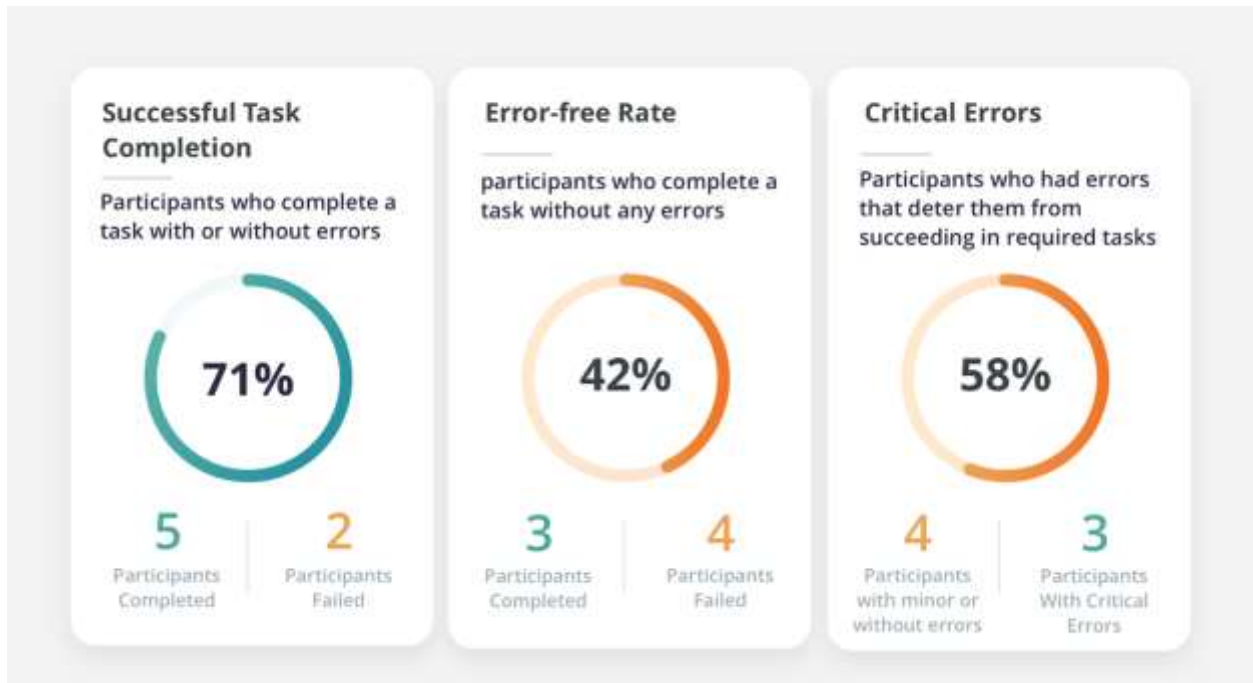 Successful Task
Completion
Participants who complete a
task with or without errors
71%
5
Participants
Completed
2
Participants
Failed
Error-free Rate
participants who complete a
task without any errors
42%
3
Participants
Completed
4
Participants
Failed
Critical Errors
Participants who had errors
that deter them from
succeeding in required tasks
58%
4
Participants
with minor or
without errors
3
Participants
With Critical
Errors